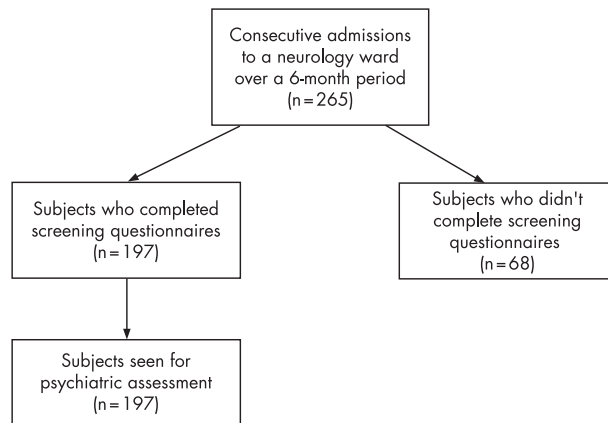 Consecutive admissions
to a neurology ward
over a 6-month period
(n = 265)
Subjects who completed
screening questionnaires
(n = 197)
Subjects who didn't
complete screening
questionnaires
(n = 68)
Subjects seen for
psychiatric assessment
(n = 197)